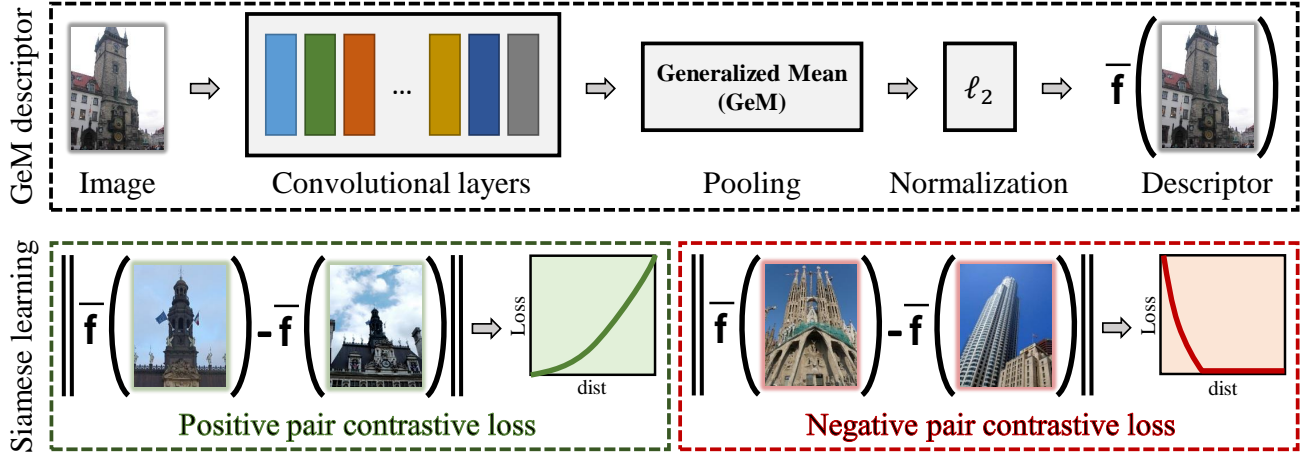 GeM descriptor
...
Generalized Mean
(GeM)
ℓ2
f̄
Image
Convolutional layers
Pooling
Normalization
Descriptor
Siamese learning
f̄
- f̄
Loss
dist
Positive pair contrastive loss
f̄
- f̄
Loss
dist
Negative pair contrastive loss